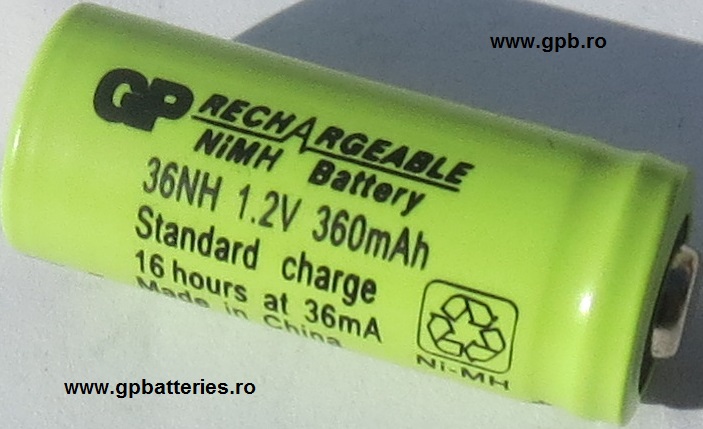 www.gpb.ro
GP RECHARGEABLE
NiMH Battery
36NH 1.2V 360mAh
Standard charge
16 hours at 36mA
Made in China
Ni-MH
www.gpbatteries.ro